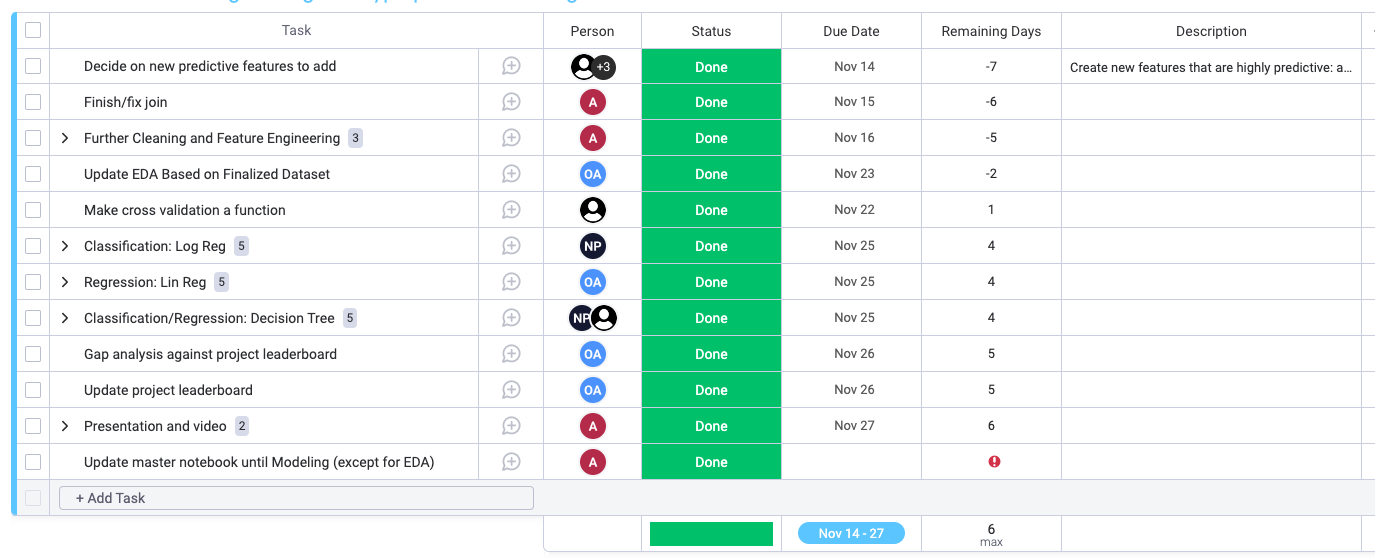 Task Person Status Due Date Remaining Days Description
Decide on new predictive features to add +3 Done Nov 14 -7 Create new features that are highly predictive: a...
Finish/fix join A Done Nov 15 -6
Further Cleaning and Feature Engineering 3 A Done Nov 16 -5
Update EDA Based on Finalized Dataset OA Done Nov 23 -2
Make cross validation a function Done Nov 22 1
Classification: Log Reg 5 NP Done Nov 25 4
Regression: Lin Reg 5 OA Done Nov 25 4
Classification/Regression: Decision Tree 5 NP Done Nov 25 4
Gap analysis against project leaderboard OA Done Nov 26 5
Update project leaderboard OA Done Nov 26 5
Presentation and video 2 A Done Nov 27 6
Update master notebook until Modeling (except for EDA) A Done
+ Add Task
Nov 14 - 27 6
max